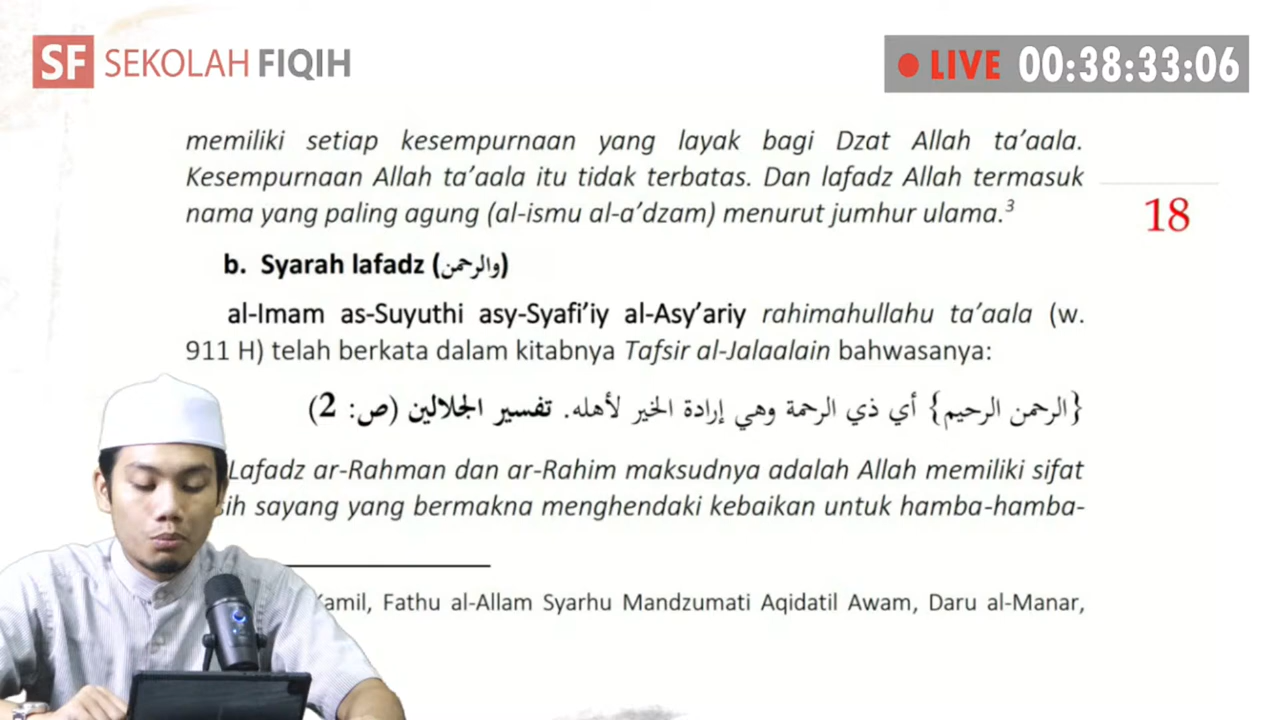 SF SEKOLAH FIQIH
LIVE 00:38:33:06
memiliki setiap kesempurnaan yang layak bagi Dzat Allah ta’aala.
Kesempurnaan Allah ta’aala itu tidak terbatas. Dan lafadz Allah termasuk
nama yang paling agung (al-ismu al-a’dzam) menurut jumhur ulama.³
18
b. Syarah lafadz (والرحمن)
al-Imam as-Suyuthi asy-Syafi’iy al-Asy’ariy rahimahullahu ta’aala (w.
911 H) telah berkata dalam kitabnya Tafsir al-Jalaalain bahwasanya:
{الرحمن الرحيم} أي ذي الرحمة وهي إرادة الخير لأهله. تفسير الجلالين (ص: 2)
Lafadz ar-Rahman dan ar-Rahim maksudnya adalah Allah memiliki sifat
sayang yang bermakna menghendaki kebaikan untuk hamba-hamba-
Fathu al-Allam Syarhu Mandzumati Aqidatil Awam, Daru al-Manar,